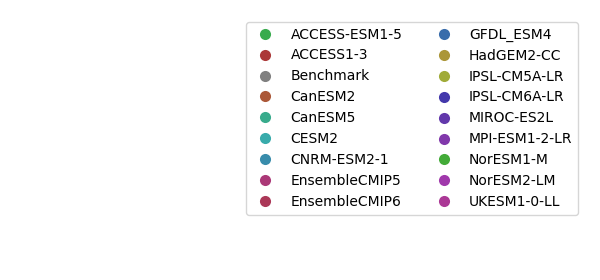 ACCESS-ESM1-5
ACCESS1-3
Benchmark
CanESM2
CanESM5
CESM2
CNRM-ESM2-1
EnsembleCMIP5
EnsembleCMIP6
GFDL_ESM4
HadGEM2-CC
IPSL-CM5A-LR
IPSL-CM6A-LR
MIROC-ES2L
MPI-ESM1-2-LR
NorESM1-M
NorESM2-LM
UKESM1-0-LL